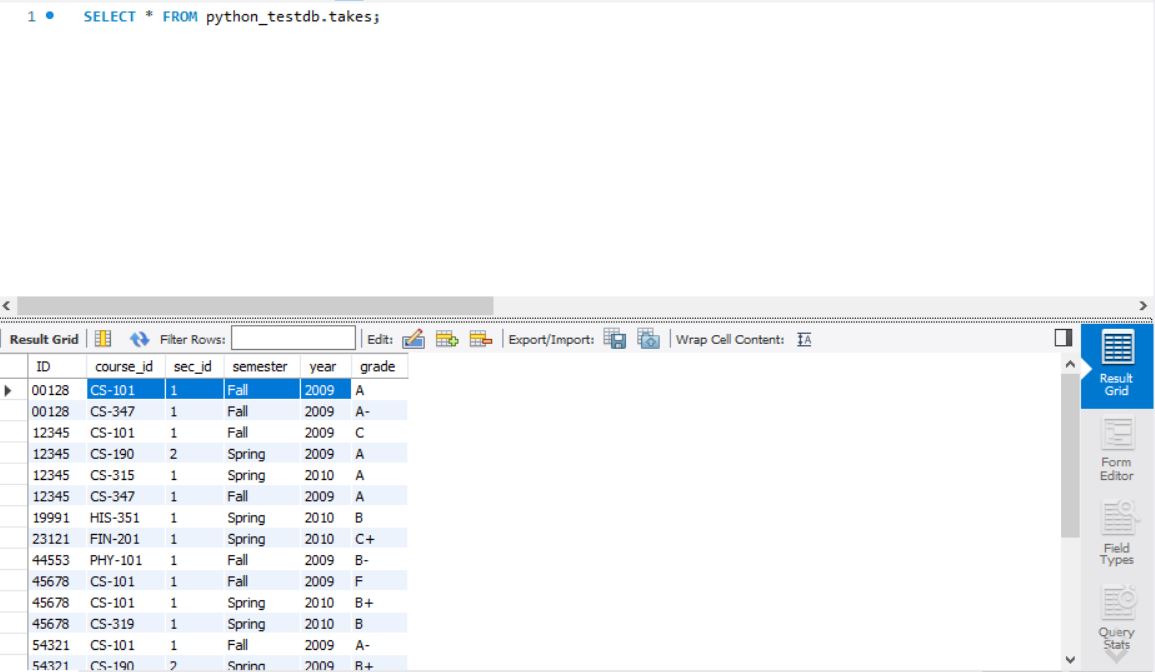 1 SELECT * FROM python_testdb.takes;
Result Grid Filter Rows: Edit: Export/Import: Wrap Cell Content: IA
ID course_id sec_id semester year grade
00128 CS-101 1 Fall 2009 A
00128 CS-347 1 Fall 2009 A-
12345 CS-101 1 Fall 2009 C
12345 CS-190 2 Spring 2009 A
12345 CS-315 1 Spring 2010 A
12345 CS-347 1 Fall 2009 A
19991 HIS-351 1 Spring 2010 B
23121 FIN-201 1 Spring 2010 C+
44553 PHY-101 1 Fall 2009 B-
45678 CS-101 1 Fall 2009 F
45678 CS-101 1 Spring 2010 B+
45678 CS-319 1 Spring 2010 B
54321 CS-101 1 Fall 2009 A-
54321 CS-190 2 Spring 2009 B+
Result
Grid
Form
Editor
Field
Types
Query
Stats